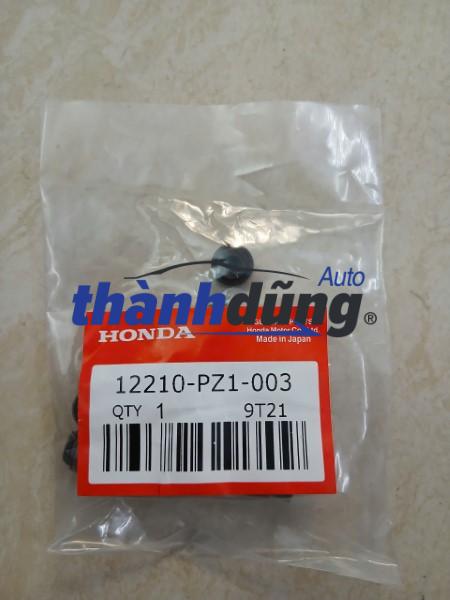 Auto
thànhdũng®
HONDA
Honda Motor Co., Ltd.
Made in Japan
12210-PZ1-003
QTY 1 9T21